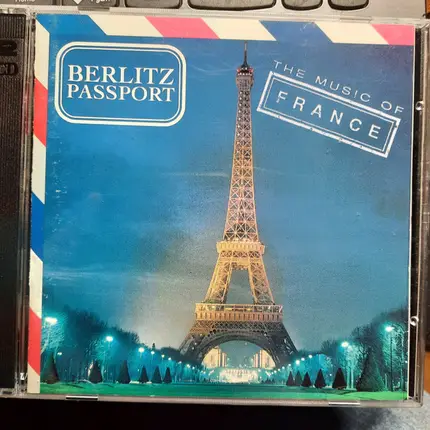 BERLITZ
PASSPORT
THE MUSIC OF
FRANCE